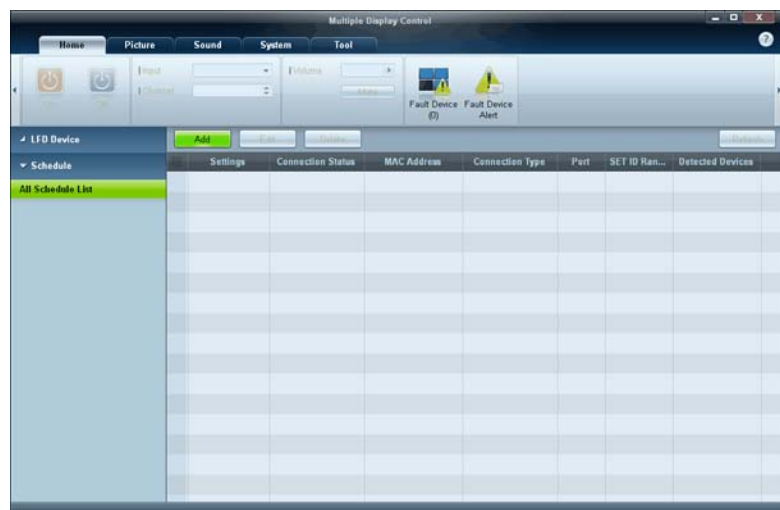 Multiple Display Control
Home Picture Sound System Tool
Input
Volume
Channel
Mute
On Off
Fault Device (0)
Fault Device Alert
LFD Device
Add Edit Delete Refresh
Schedule
Settings Connection Status MAC Address Connection Type Port SET ID Ran... Detected Devices
All Schedule List